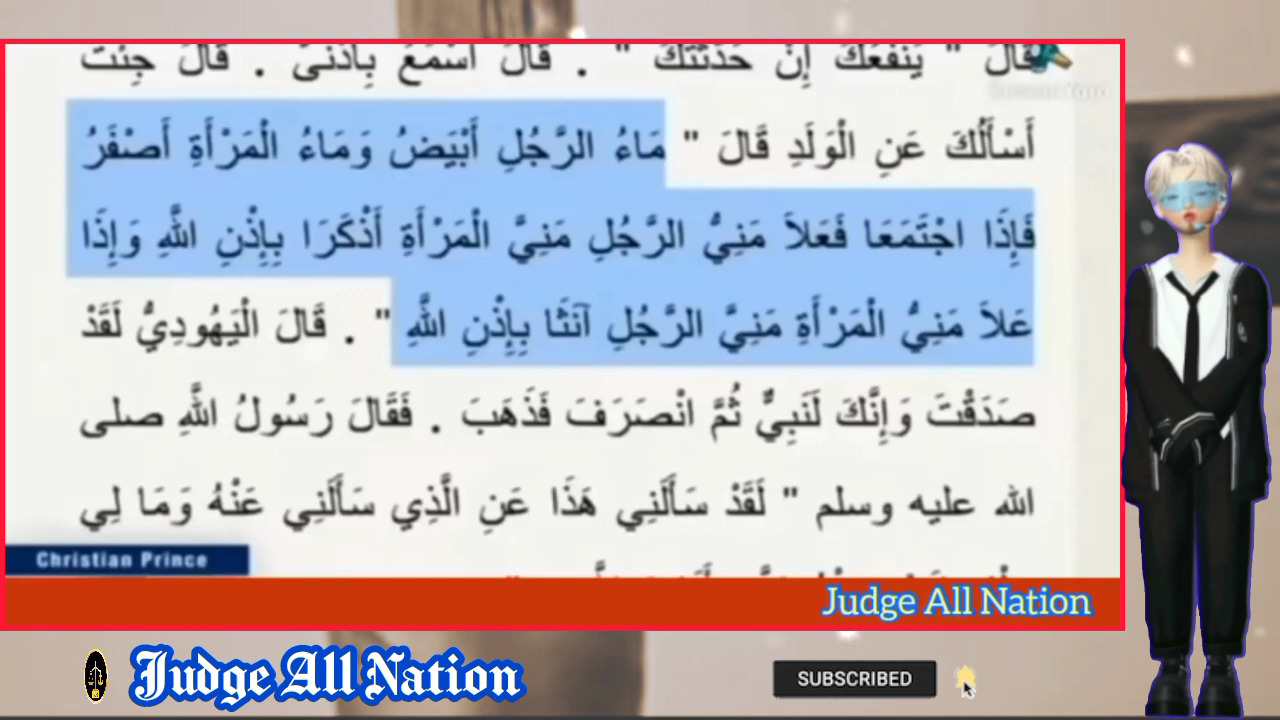 قَالَ " يَنْفَعُكَ إِنْ حَدَّثْتُكَ " . قَالَ أَسْمَعُ بِأُذُنَىَّ . قَالَ جِئْتُ
أَسْأَلُكَ عَنِ الْوَلَدِ قَالَ " مَاءُ الرَّجُلِ أَبْيَضُ وَمَاءُ الْمَرْأَةِ أَصْفَرُ
فَإِذَا اجْتَمَعَا فَعَلاَ مَنِيُّ الرَّجُلِ مَنِيَّ الْمَرْأَةِ أَذْكَرَا بِإِذْنِ اللَّهِ وَإِذَا
عَلاَ مَنِيُّ الْمَرْأَةِ مَنِيَّ الرَّجُلِ آنَثَا بِإِذْنِ اللَّهِ " . قَالَ الْيَهُودِيُّ لَقَدْ
صَدَقْتَ وَإِنَّكَ لَنَبِيٌّ ثُمَّ انْصَرَفَ فَذَهَبَ . فَقَالَ رَسُولُ اللَّهِ صلى
الله عليه وسلم " لَقَدْ سَأَلَنِي هَذَا عَنِ الَّذِي سَأَلَنِي عَنْهُ وَمَا لِي
Christian Prince
Judge All Nation
Judge All Nation
SUBSCRIBED